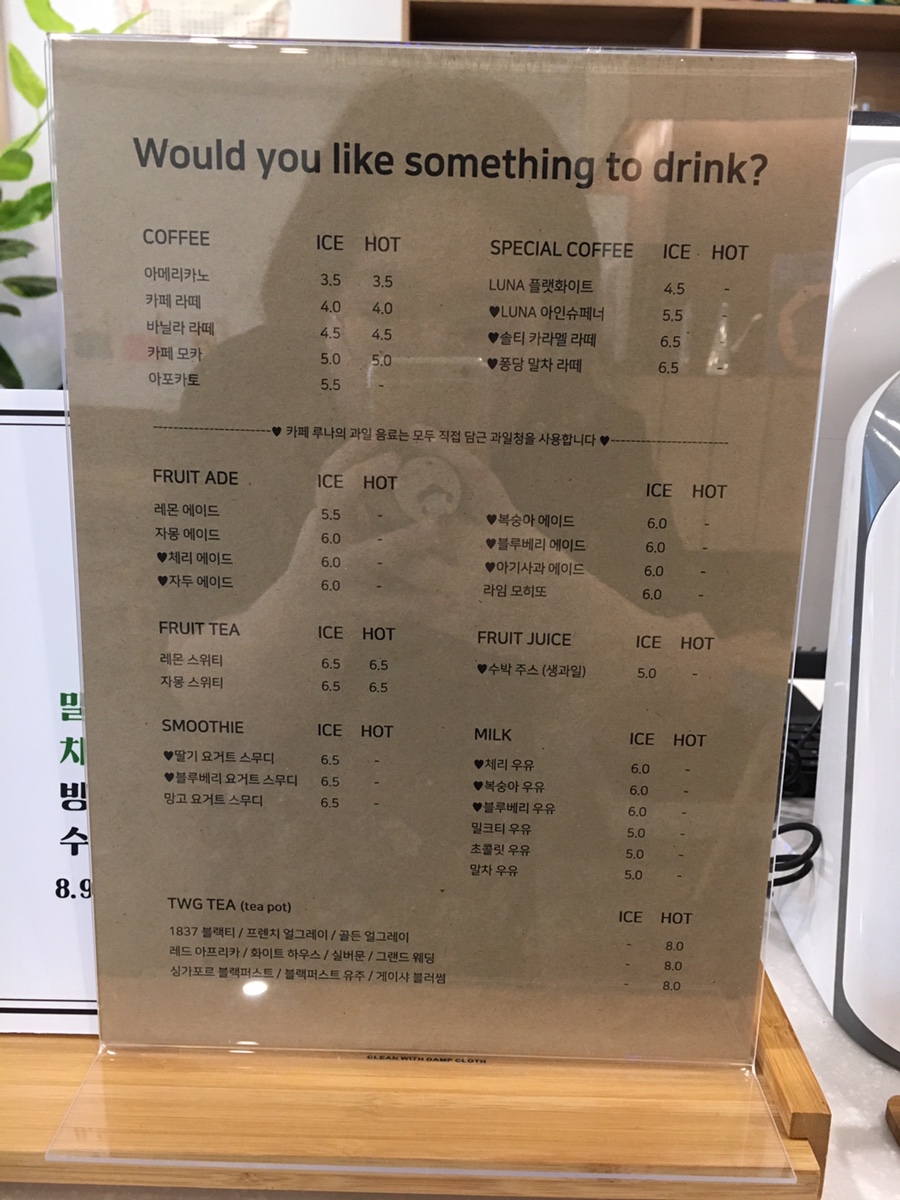 Would you like something to drink?
COFFEE ICE HOT
아메리카노 3.5 3.5
카페 라떼 4.0 4.0
바닐라 라떼 4.5 4.5
카페 모카 5.0 5.0
아포카토 5.5 -
SPECIAL COFFEE ICE HOT
LUNA 플랫화이트 4.5 -
♥LUNA 아인슈페너 5.5 -
♥솔티 카라멜 라떼 6.5 -
♥퐁당 말차 라떼 6.5 -
♥ 카페 루나의 과일 음료는 모두 직접 담근 과일청을 사용합니다 ♥
FRUIT ADE ICE HOT
레몬 에이드 5.5 -
자몽 에이드 6.0 -
♥체리 에이드 6.0 -
♥자두 에이드 6.0 -
ICE HOT
♥복숭아 에이드 6.0 -
♥블루베리 에이드 6.0 -
♥아기사과 에이드 6.0 -
라임 모히또 6.0 -
FRUIT TEA ICE HOT
레몬 스위티 6.5 6.5
자몽 스위티 6.5 6.5
FRUIT JUICE ICE HOT
♥수박 주스 (생과일) 5.0 -
SMOOTHIE ICE HOT
♥딸기 요거트 스무디 6.5 -
♥블루베리 요거트 스무디 6.5 -
망고 요거트 스무디 6.5 -
MILK ICE HOT
♥체리 우유 6.0 -
♥복숭아 우유 6.0 -
♥블루베리 우유 6.0 -
밀크티 우유 5.0 -
초콜릿 우유 5.0 -
말차 우유 5.0 -
TWG TEA (tea pot) ICE HOT
1837 블랙티 / 프렌치 얼그레이 / 골든 얼그레이 - 8.0
레드 아프리카 / 화이트 하우스 / 실버문 / 그랜드 웨딩 - 8.0
싱가포르 블랙퍼스트 / 블랙퍼스트 유주 / 게이샤 블러썸 - 8.0
CLEAN WITH DAMP CLOTH
밀
치
빙
수
8.9